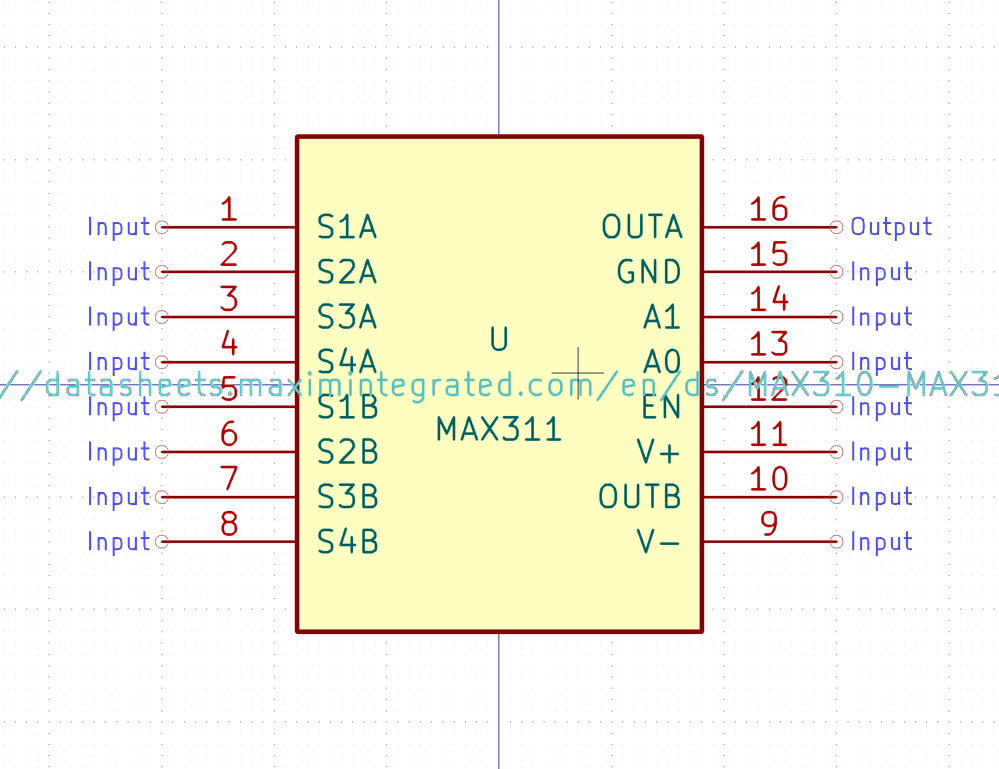 1 16
Input S1A OUTA Output
2 15
Input S2A GND Input
3 14
Input S3A A1 Input
U
4 13
Input S4A A0 Input
//datasheets.maximintegrated.com/en/ds/MAX310-MAX31
5 12
Input S1B EN Input
MAX311
6 11
Input S2B V+ Input
7 10
Input S3B OUTB Input
8 9
Input S4B V- Input